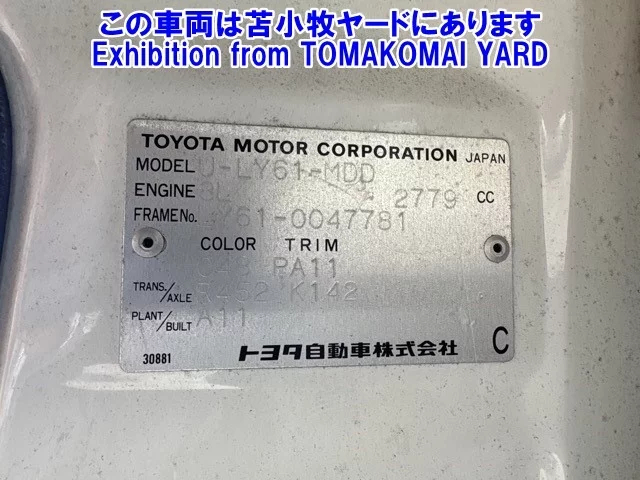 この車両は苫小牧ヤードにあります
Exhibition from TOMAKOMAI YARD
TOYOTA MOTOR CORPORATION JAPAN
MODEL U-LY61-MDD
ENGINE 3L 2779 CC
FRAME No. LY61-0047781
COLOR TRIM
PA11
TRANS./AXLE K142
PLANT/BUILT A11
30881 トヨタ自動車株式会社 C